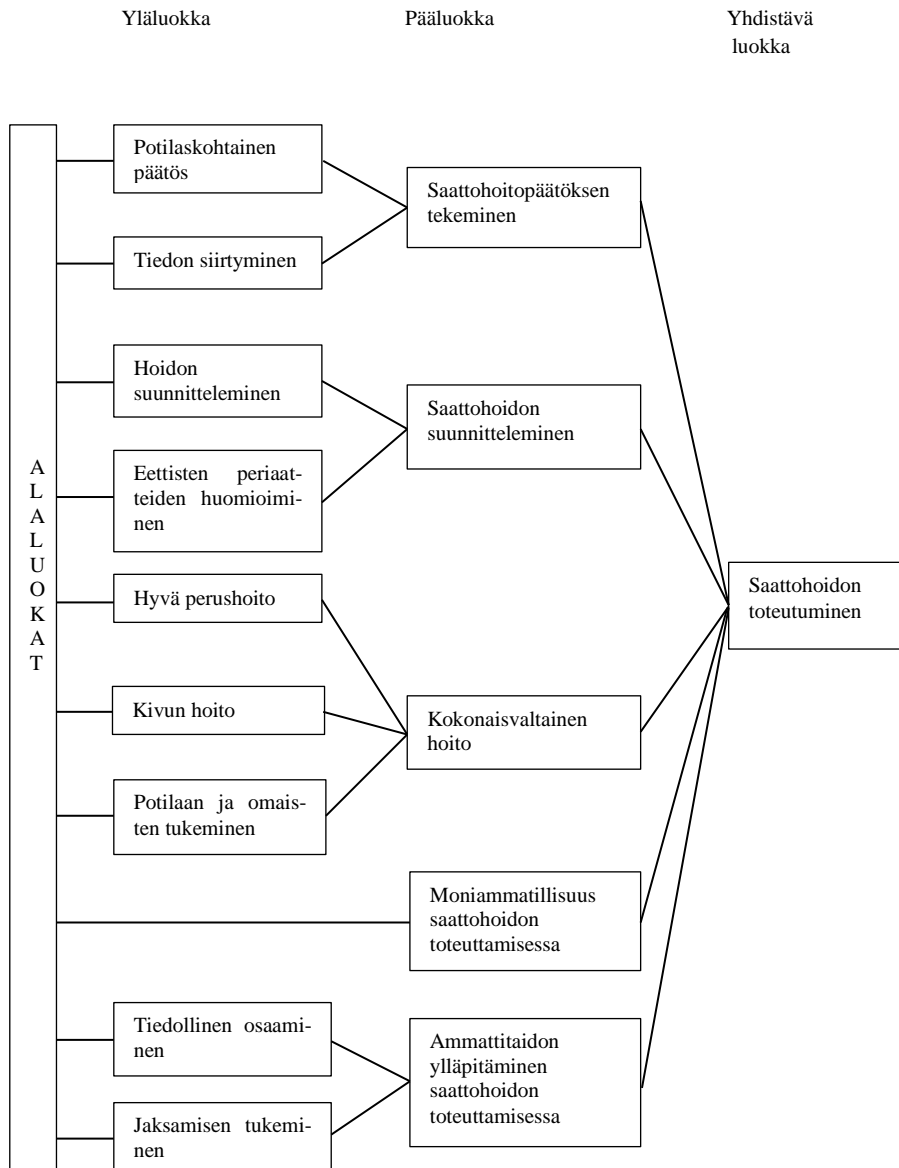 Yläluokka
Pääluokka
Yhdistävä
luokka
ALALUOKAT
Potilaskohtainen
päätös
Tiedon siirtyminen
Saattohoitopäätöksen
tekeminen
Hoidon
suunnitteleminen
Eettisten periaat-
teiden huomioimi-
nen
Saattohoidon
suunnitteleminen
Hyvä perushoito
Kivun hoito
Potilaan ja omais-
ten tukeminen
Kokonaisvaltainen
hoito
Moniammatillisuus
saattohoidon
toteuttamisessa
Tiedollinen osaami-
nen
Jaksamisen tukemi-
nen
Ammattitaidon
ylläpitäminen
saattohoidon
toteuttamisessa
Saattohoidon
toteutuminen